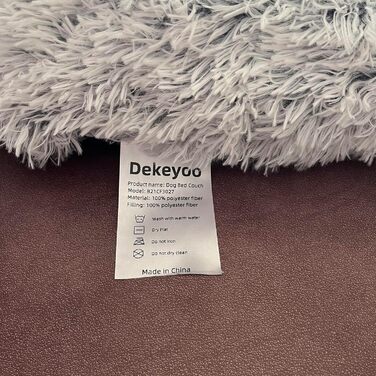 Dekeyoo
Product name: Dog Bed Couch
Model: B21CF3027
Material: 100% polyester fiber
Filling: 100% polyester fiber
Wash with warm water
Dry Flat
Do not iron
Do not dry clean
Made in China